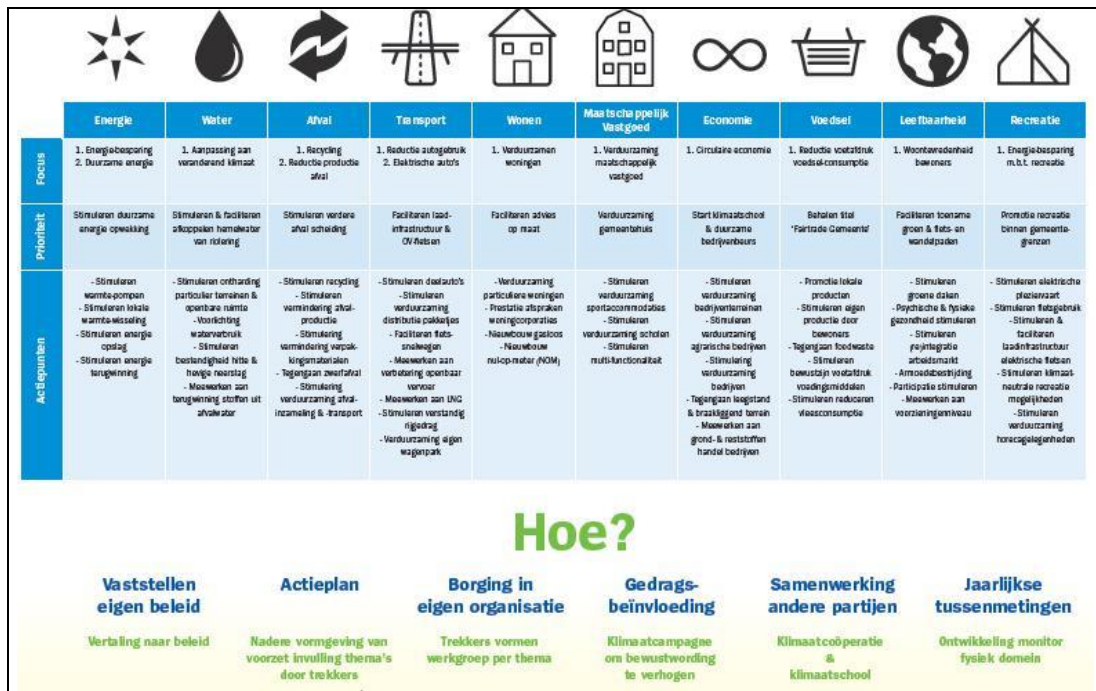 Energie
Water
Afval
Transport
Wonen
Maatschappelijk
Vastgoed
Economie
Voedsel
Leefbaarheid
Recreatie
Focus
1. Energie-besparing
2. Duurzame energie
1. Aanpassing aan
veranderend klimaat
1. Recycling
2. Reductie productie
afval
1. Reductie autogebruik
2. Elektrische auto's
1. Verduurzamen
woningen
1. Verduurzaming
maatschappelijk
vastgoed
1. Circulaire economie
1. Reductie voetafdruk
voedsel-consumptie
1. Woontevredenheid
bewoners
1. Energie-besparing
m.b.t. recreatie
Prioriteit
Stimuleren duurzame
energie opwekking
Stimuleren & faciliteren
afkoppelen hemelwater
van riolering
Stimuleren verdere
afval scheiding
Faciliteren laad-
infrastructuur &
OV-fietsen
Faciliteren advies
op maat
Verduurzaming
gemeentehuis
Start klimaatschool
& duurzame
bedrijvenbeurs
Behalen titel
'Fairtrade Gemeente'
Faciliteren toename
groen & fiets- en
wandelpaden
Promotie recreatie
binnen gemeente-
grenzen
Actiepunten
- Stimuleren
warmte-pompen
- Stimuleren lokale
warmte-wisseling
- Stimuleren energie
opslag
- Stimuleren energie
terugwinning
- Stimuleren ontharding
particulier terreinen &
openbare ruimte
- Voorlichting
waterverbruik
- Stimuleren
bestendigheid hitte &
hevige neerslag
- Meewerken aan
terugwinning stoffen uit
afvalwater
- Stimuleren recycling
- Stimuleren
vermindering afval-
productie
- Stimulering
vermindering verpak-
kingsmaterialen
- Tegengaan zwerfafval
- Stimulering
verduurzaming afval-
inzameling & -transport
- Stimuleren deelauto's
- Stimuleren
verduurzaming
distributie pakketjes
- Faciliteren fiets-
snelwegen
- Meewerken aan
verbetering openbaar
vervoer
- Meewerken aan LNG
- Stimuleren verstandig
rijgedrag
- Verduurzaming eigen
wagenpark
- Verduurzaming
particuliere woningen
- Prestatie afspraken
woningcorporaties
- Nieuwbouw gasloos
- Nieuwbouw
nul-op-meter (NOM)
- Stimuleren
verduurzaming
sportaccommodaties
- Stimuleren
verduurzaming scholen
- Stimuleren
multi-functionaliteit
- Stimuleren
verduurzaming
bedrijventerreinen
- Stimuleren
verduurzaming
agrarische bedrijven
- Stimulering
verduurzaming
bedrijven
- Tegengaan leegstand
& braakliggend terrein
- Meewerken aan
grond- & reststoffen
handel bedrijven
- Promotie lokale
producten
- Stimuleren eigen
productie door
bewoners
- Tegengaan foodwaste
- Stimuleren
bewustzijn voetafdruk
voedingsmiddelen
- Stimuleren reduceren
vleesconsumptie
- Stimuleren
groene daken
- Psychische & fysieke
gezondheid stimuleren
- Stimuleren
(re)integratie
arbeidsmarkt
- Armoedebestrijding
- Participatie stimuleren
- Meewerken aan
voorzieningenniveau
- Stimuleren elektrische
pleziervaart
- Stimuleren fietsgebruik
- Stimuleren &
faciliteren
laadinfrastructuur
elektrische fietsen
- Stimuleren klimaat-
neutrale recreatie
mogelijkheden
- Stimuleren
verduurzaming
horecagelegenheden
Hoe?
Vaststellen
eigen beleid
Vertaling naar beleid
Actieplan
Nadere vormgeving van
voorzet invulling thema's
door trekkers
Borging in
eigen organisatie
Trekkers vormen
werkgroep per thema
Gedrags-
beïnvloeding
Klimaatcampagne
om bewustwording
te verhogen
Samenwerking
andere partijen
Klimaatcoöperatie
&
klimaatschool
Jaarlijkse
tussenmetingen
Ontwikkeling monitor
fysiek domein